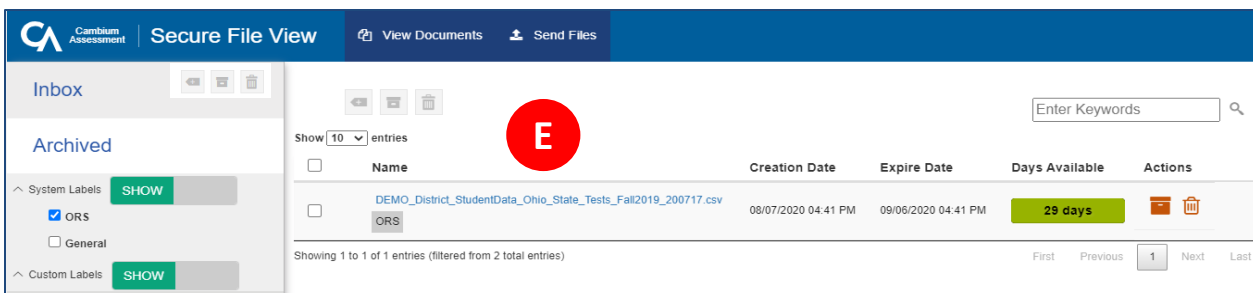 CA Cambium Assessment Secure File View View Documents Send Files
Inbox
Archived
System Labels SHOW
ORS
General
Custom Labels SHOW
Enter Keywords
Show 10 entries
E
Name Creation Date Expire Date Days Available Actions
DEMO_District_StudentData_Ohio_State_Tests_Fall2019_200717.csv 08/07/2020 04:41 PM 09/06/2020 04:41 PM 29 days
ORS
Showing 1 to 1 of 1 entries (filtered from 2 total entries) First Previous 1 Next Last